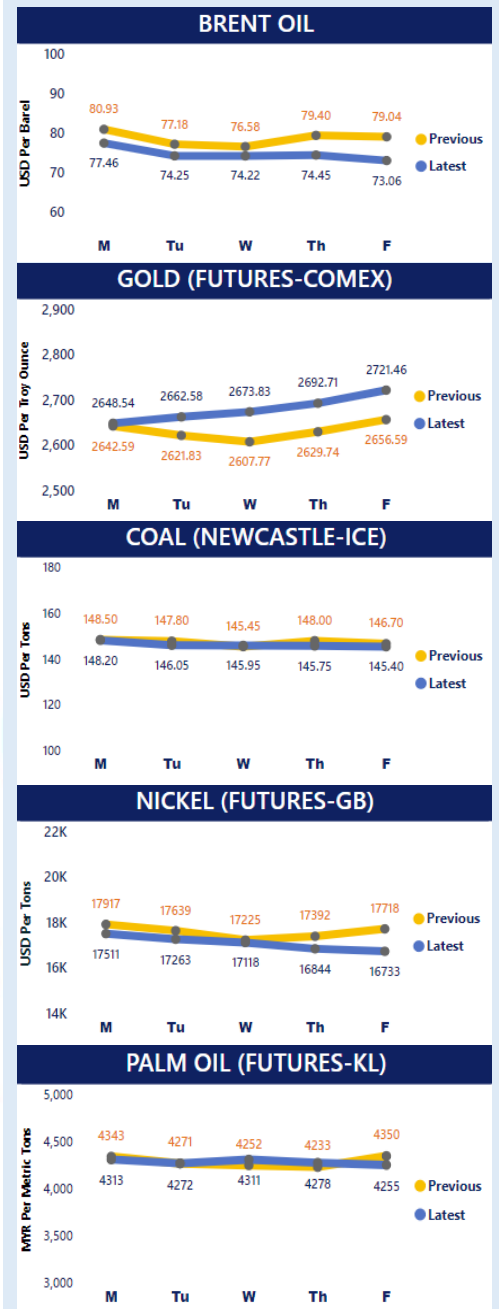 BRENT OIL
100
90
80
70
60
USD Per Barel
80.93 77.18 76.58 79.40 79.04
77.46 74.25 74.22 74.45 73.06
Previous
Latest
M Tu W Th F
GOLD (FUTURES-COMEX)
2,900
2,800
2,700
2,600
2,500
USD Per Troy Ounce
2648.54 2662.58 2673.83 2692.71 2721.46
2642.59 2621.83 2607.77 2629.74 2656.59
Previous
Latest
M Tu W Th F
COAL (NEWCASTLE-ICE)
180
160
140
120
100
USD Per Tons
148.50 147.80 145.45 148.00 146.70
148.20 146.05 145.95 145.75 145.40
Previous
Latest
M Tu W Th F
NICKEL (FUTURES-GB)
22K
20K
18K
16K
14K
USD Per Tons
17917 17639 17225 17392 17718
17511 17263 17118 16844 16733
Previous
Latest
M Tu W Th F
PALM OIL (FUTURES-KL)
5,000
4,500
4,000
3,500
3,000
MYR Per Metric Tons
4343 4271 4252 4233 4350
4313 4272 4311 4278 4255
Previous
Latest
M Tu W Th F